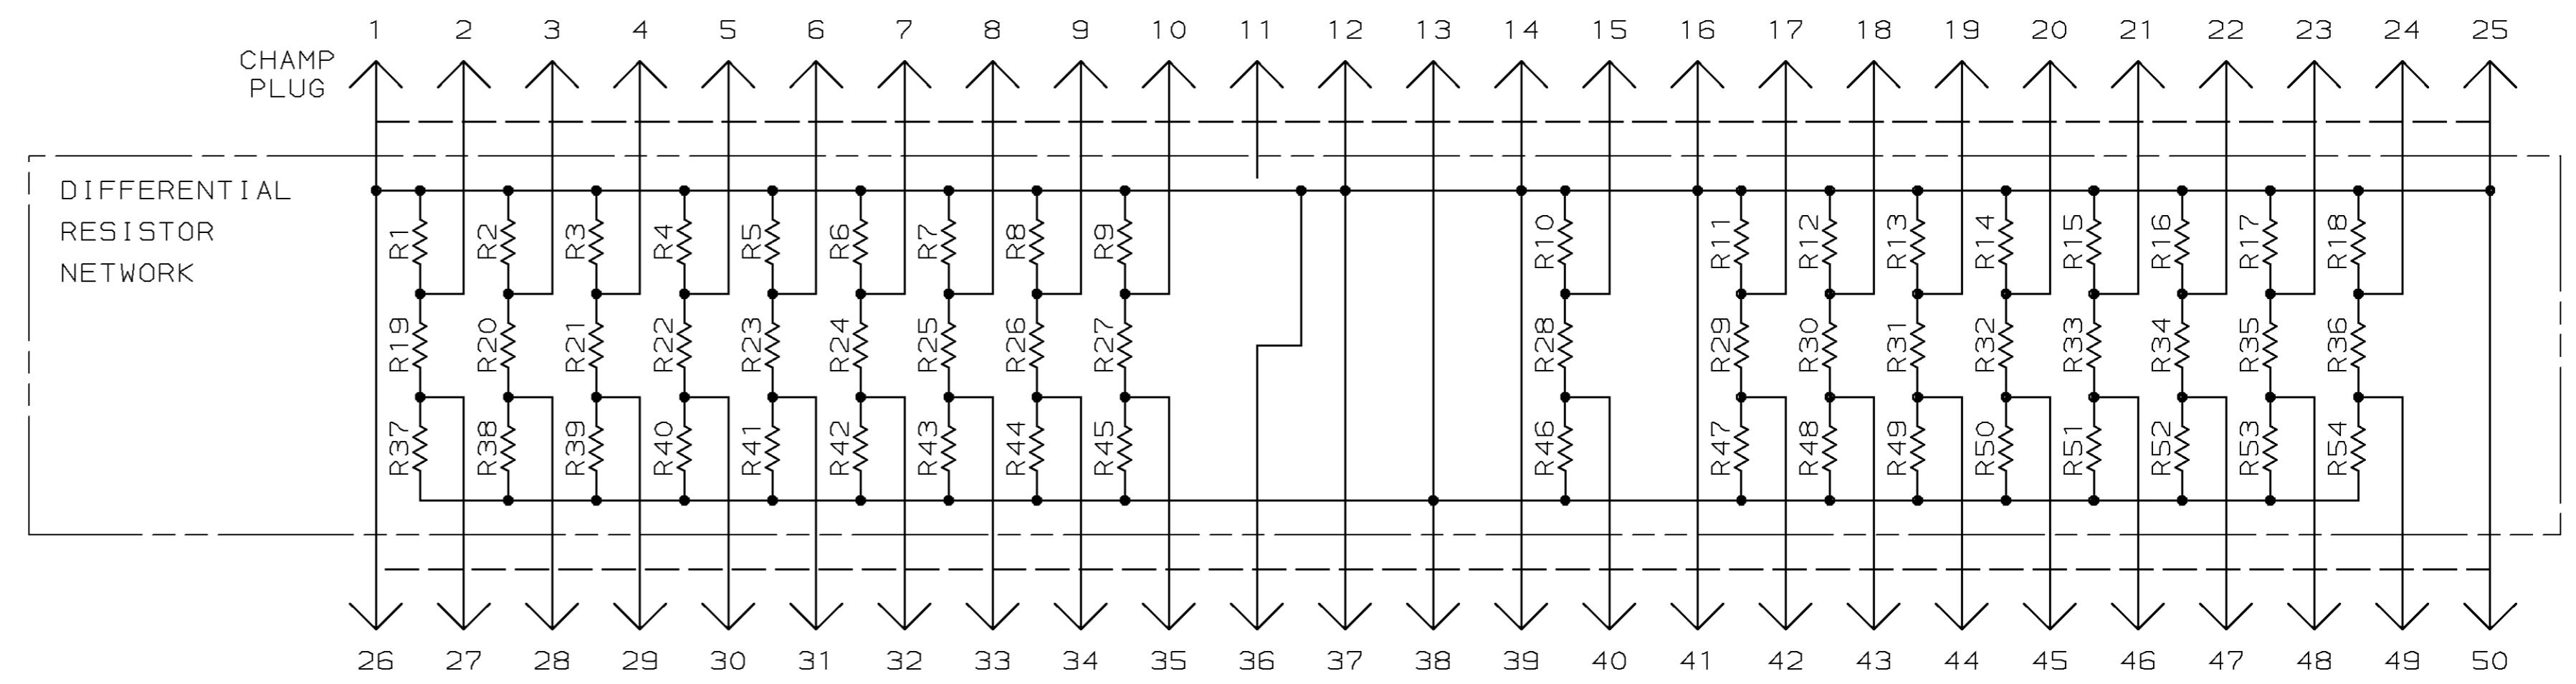 1 2 3 4 5 6 7 8 9 10 11 12 13 14 15 16 17 18 19 20 21 22 23 24 25
CHAMP
PLUG
DIFFERENTIAL
RESISTOR
NETWORK
R1 R2 R3 R4 R5 R6 R7 R8 R9 R10 R11 R12 R13 R14 R15 R16 R17 R18
R19 R20 R21 R22 R23 R24 R25 R26 R27 R28 R29 R30 R31 R32 R33 R34 R35 R36
R37 R38 R39 R40 R41 R42 R43 R44 R45 R46 R47 R48 R49 R50 R51 R52 R53 R54
26 27 28 29 30 31 32 33 34 35 36 37 38 39 40 41 42 43 44 45 46 47 48 49 50